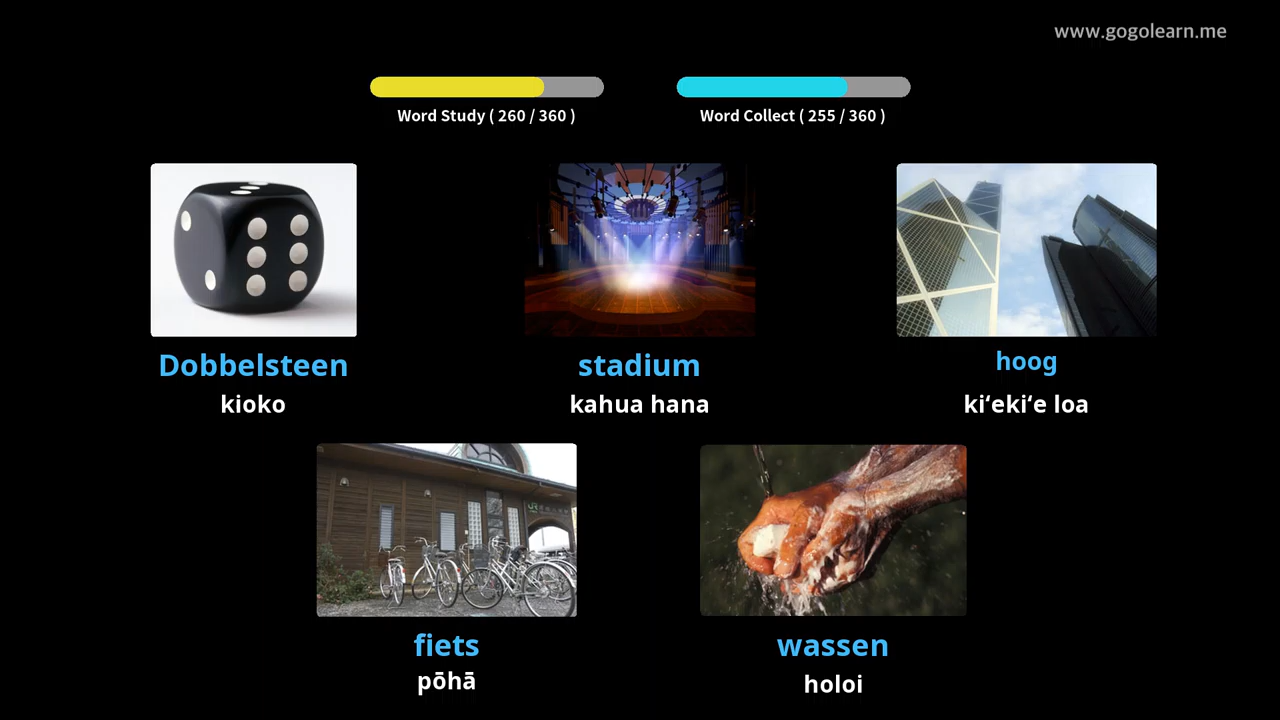 www.gogolearn.me
Word Study ( 260 / 360 )
Word Collect ( 255 / 360 )
Dobbelsteen
kioko
stadium
kahua hana
hoog
kiʻekiʻe loa
fiets
pōhā
wassen
holoi